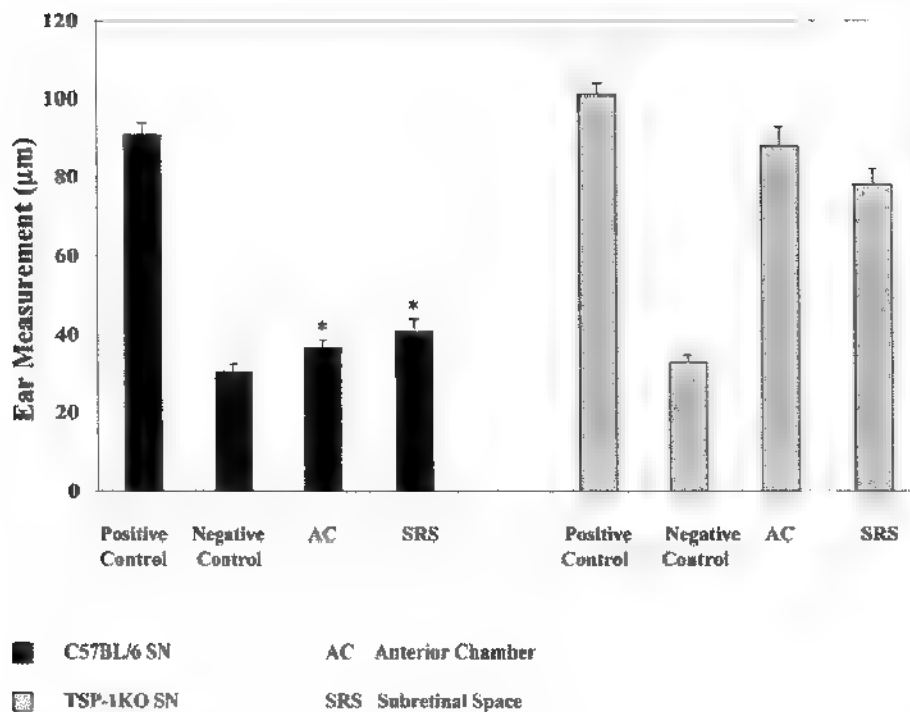 120
100
80
60
40
20
0
Ear Measurement (μm)
*
*
Positive Control
Negative Control
AC
SRS
Positive Control
Negative Control
AC
SRS
C57BL/6 SN
AC Anterior Chamber
TSP-1KO SN
SRS Subretinal Space